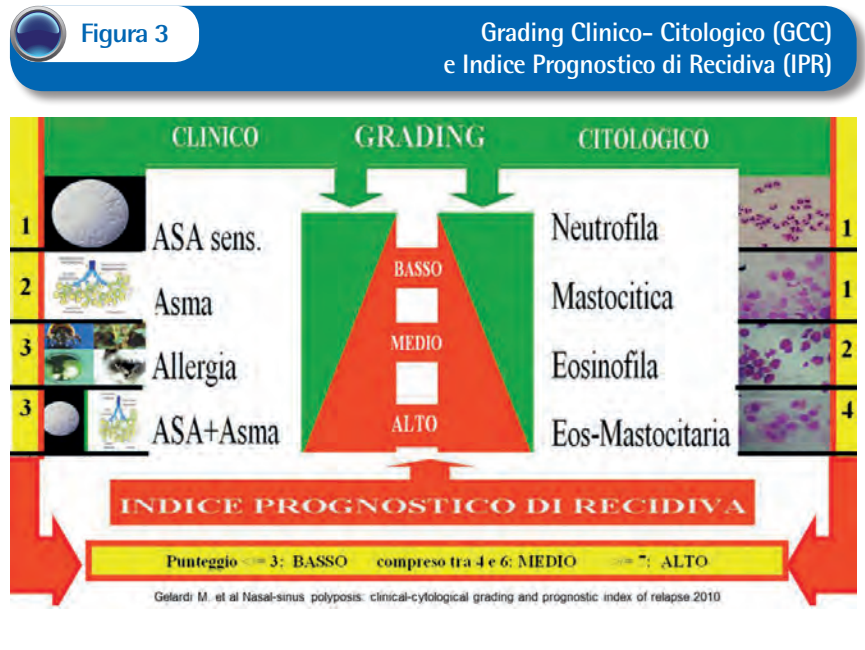 Figura 3
Grading Clinico- Citologico (GCC)
e Indice Prognostico di Recidiva (IPR)
CLINICO GRADING CITOLOGICO
1 ASA sens. Neutrofila 1
BASSO
2 Asma Mastocitica 1
MEDIO
3 Allergia Eosinofila 2
ALTO
3 ASA+Asma Eos-Mastocitaria 4
INDICE PROGNOSTICO DI RECIDIVA
Punteggio <= 3: BASSO compreso tra 4 e 6: MEDIO >= 7: ALTO
Gelardi M. et al Nasal-sinus polyposis: clinical-cytological grading and prognostic index of relapse.2010